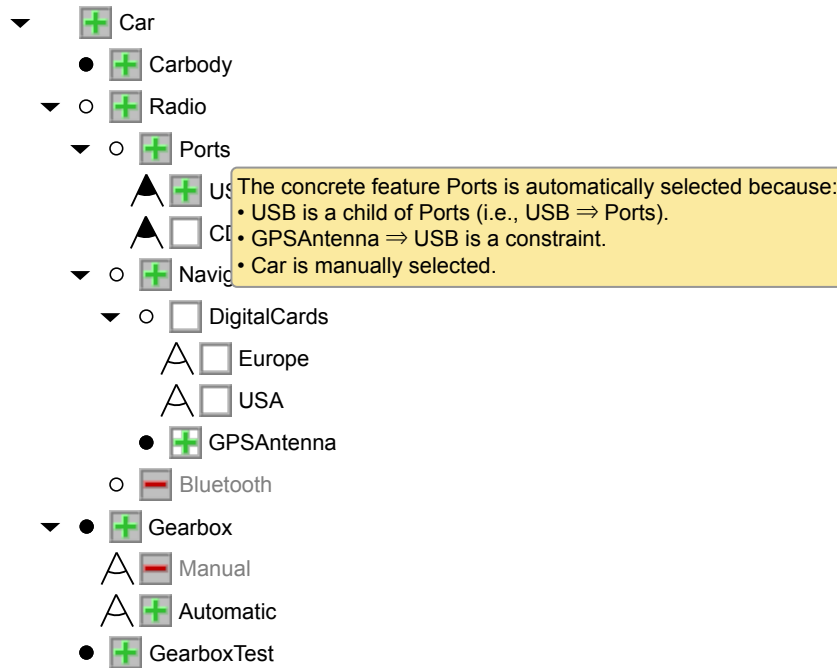 Car
Carbody
Radio
Ports
The concrete feature Ports is automatically selected because:
• USB is a child of Ports (i.e., USB ⇒ Ports).
• GPSAntenna ⇒ USB is a constraint.
• Car is manually selected.
DigitalCards
Europe
USA
GPSAntenna
Bluetooth
Gearbox
Manual
Automatic
GearboxTest